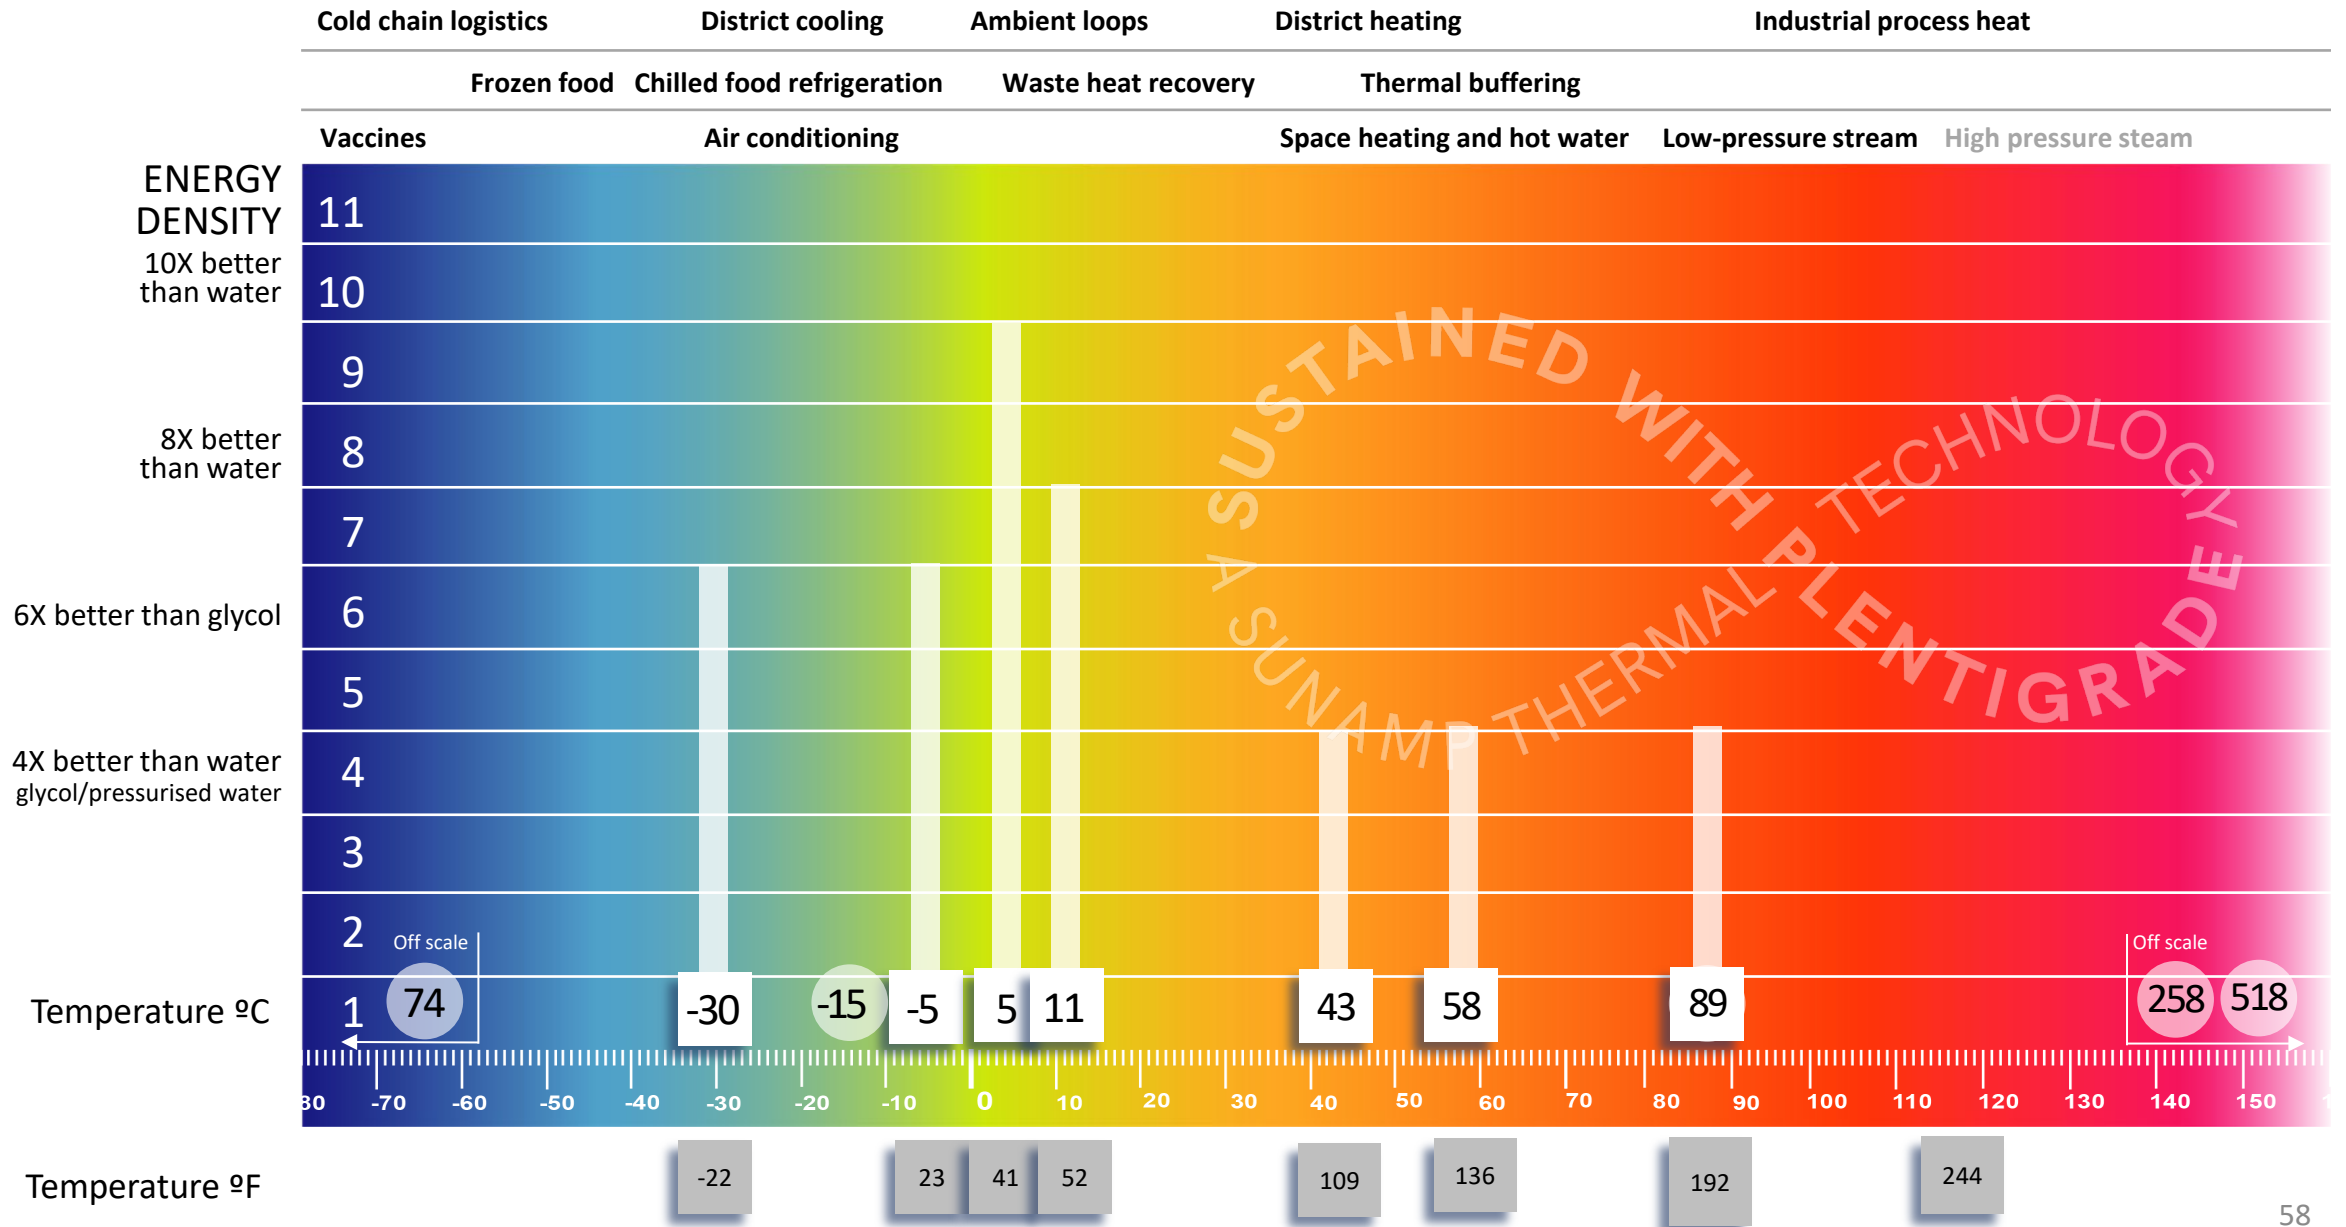 Cold chain logistics District cooling Ambient loops District heating Industrial process heat
Frozen food Chilled food refrigeration Waste heat recovery Thermal buffering
Vaccines Air conditioning Space heating and hot water Low-pressure stream High pressure steam
ENERGY
DENSITY
11
10X better
than water
10
9
8X better
than water
8
7
6X better than glycol
6
5
4X better than water
glycol/pressurised water
4
3
2
SUSTAINED WITH PLENTIGRADE
A SUNAMP THERMAL TECHNOLOGY
Off scale
Off scale
Temperature ºC
1 74 -30 -15 -5 5 11 43 58 89 258 518
-70 -60 -50 -40 -30 -20 -10 0 10 20 30 40 50 60 70 80 90 100 110 120 130 140 150
Temperature ºF
-22 23 41 52 109 136 192 244
58